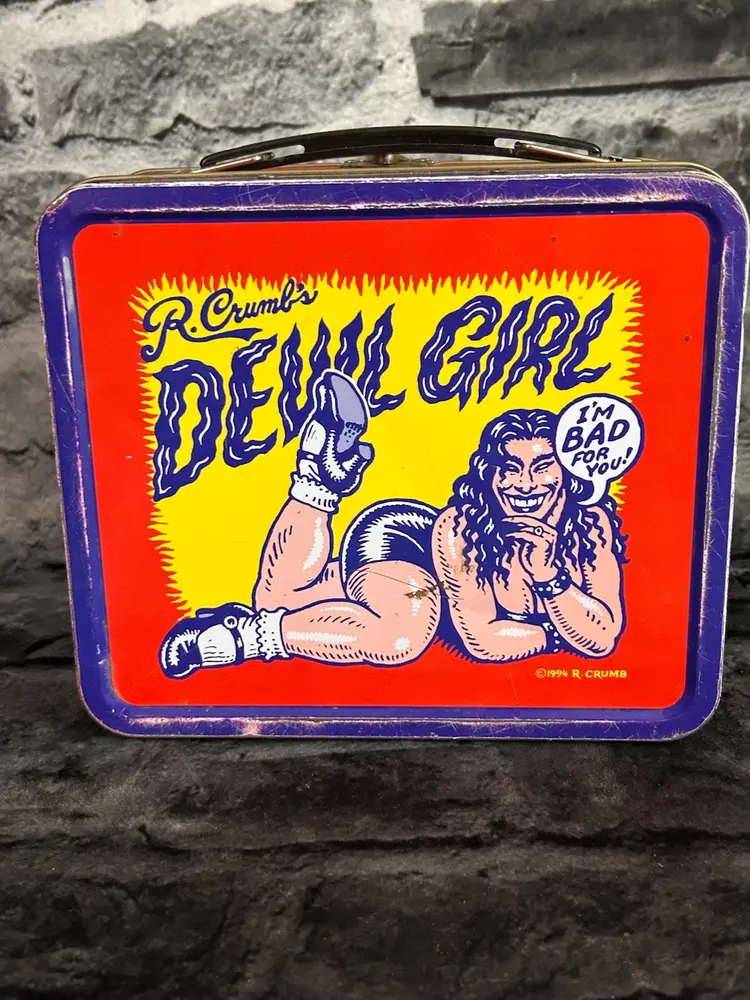 R. Crumb's
DEVIL GIRL
I'M
BAD
FOR
YOU!
©1994 R. CRUMB